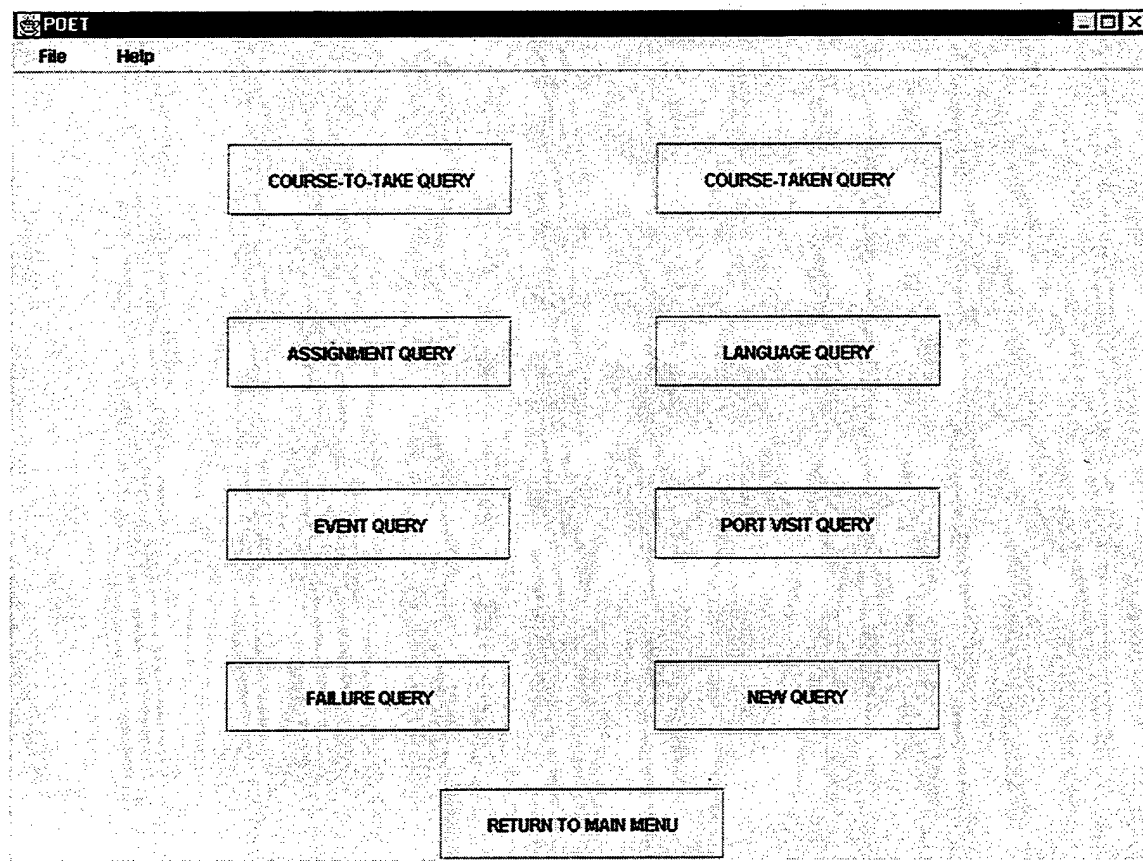 POET
File Help
COURSE-TO-TAKE QUERY COURSE-TAKEN QUERY
ASSIGNMENT QUERY LANGUAGE QUERY
EVENT QUERY PORT VISIT QUERY
FAILURE QUERY NEW QUERY
RETURN TO MAIN MENU